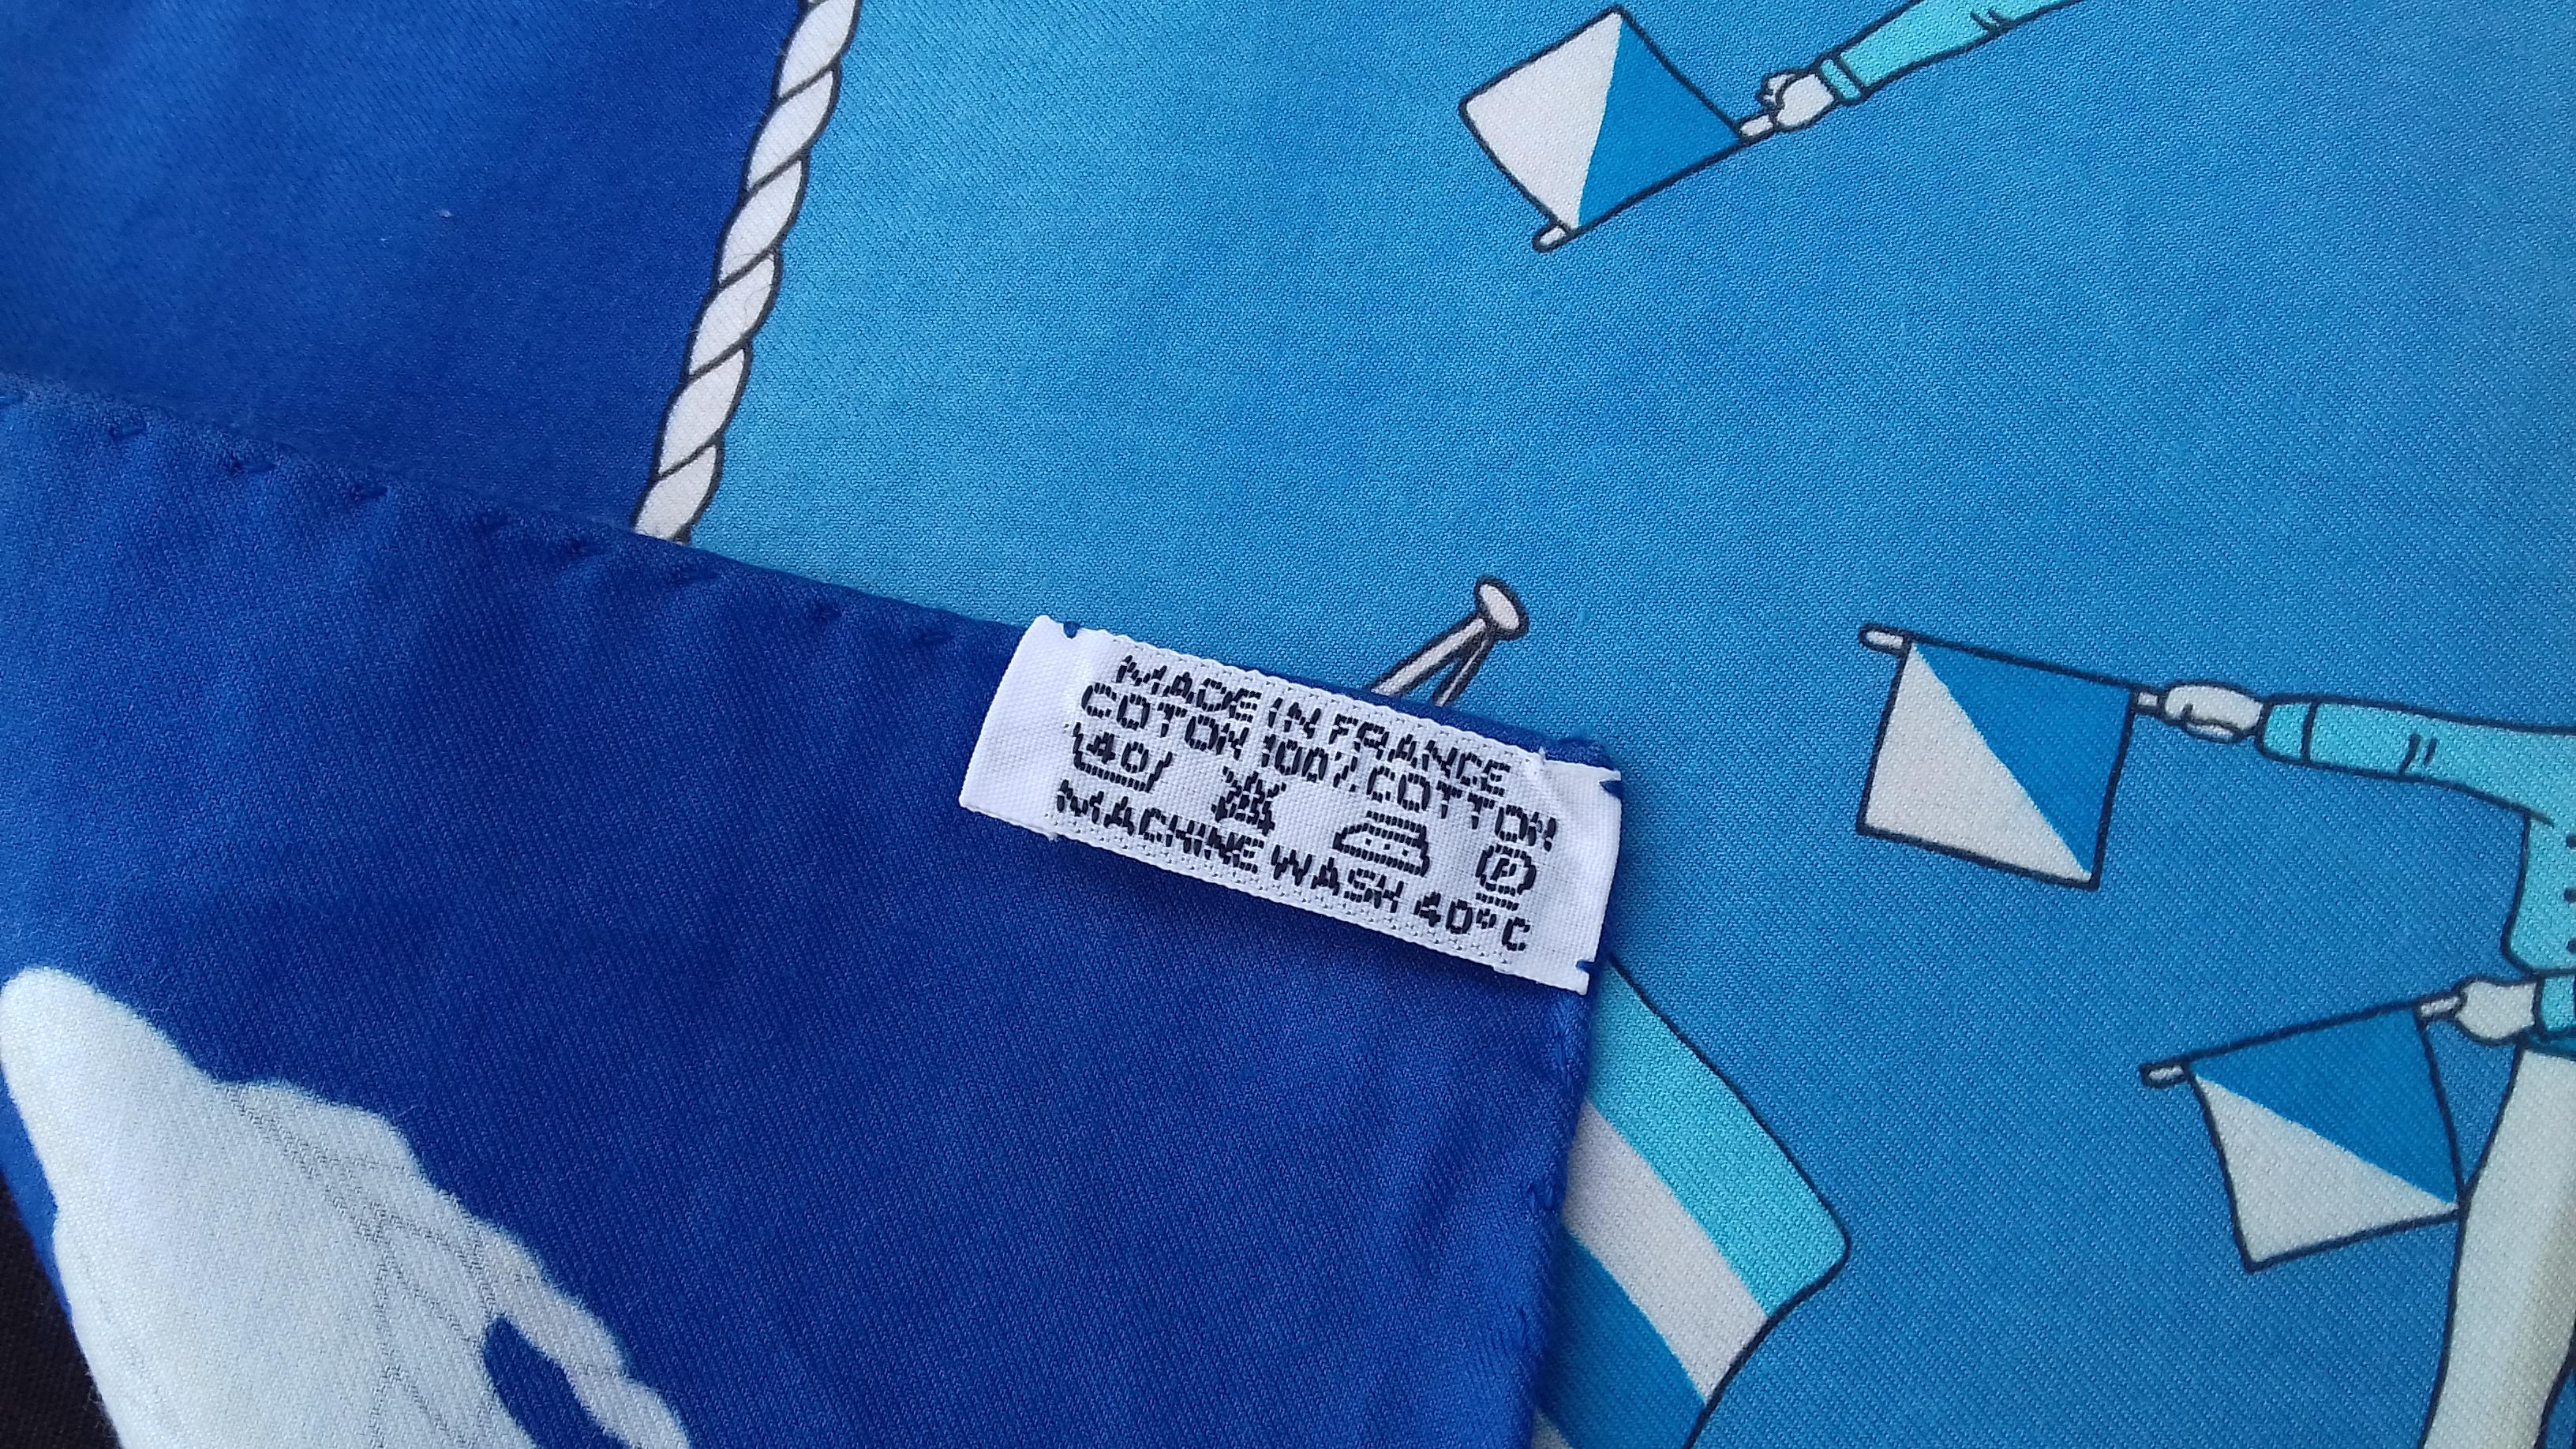 MADE IN FRANCE
COTON 100% COTTON
40 P
MACHINE WASH 40°C